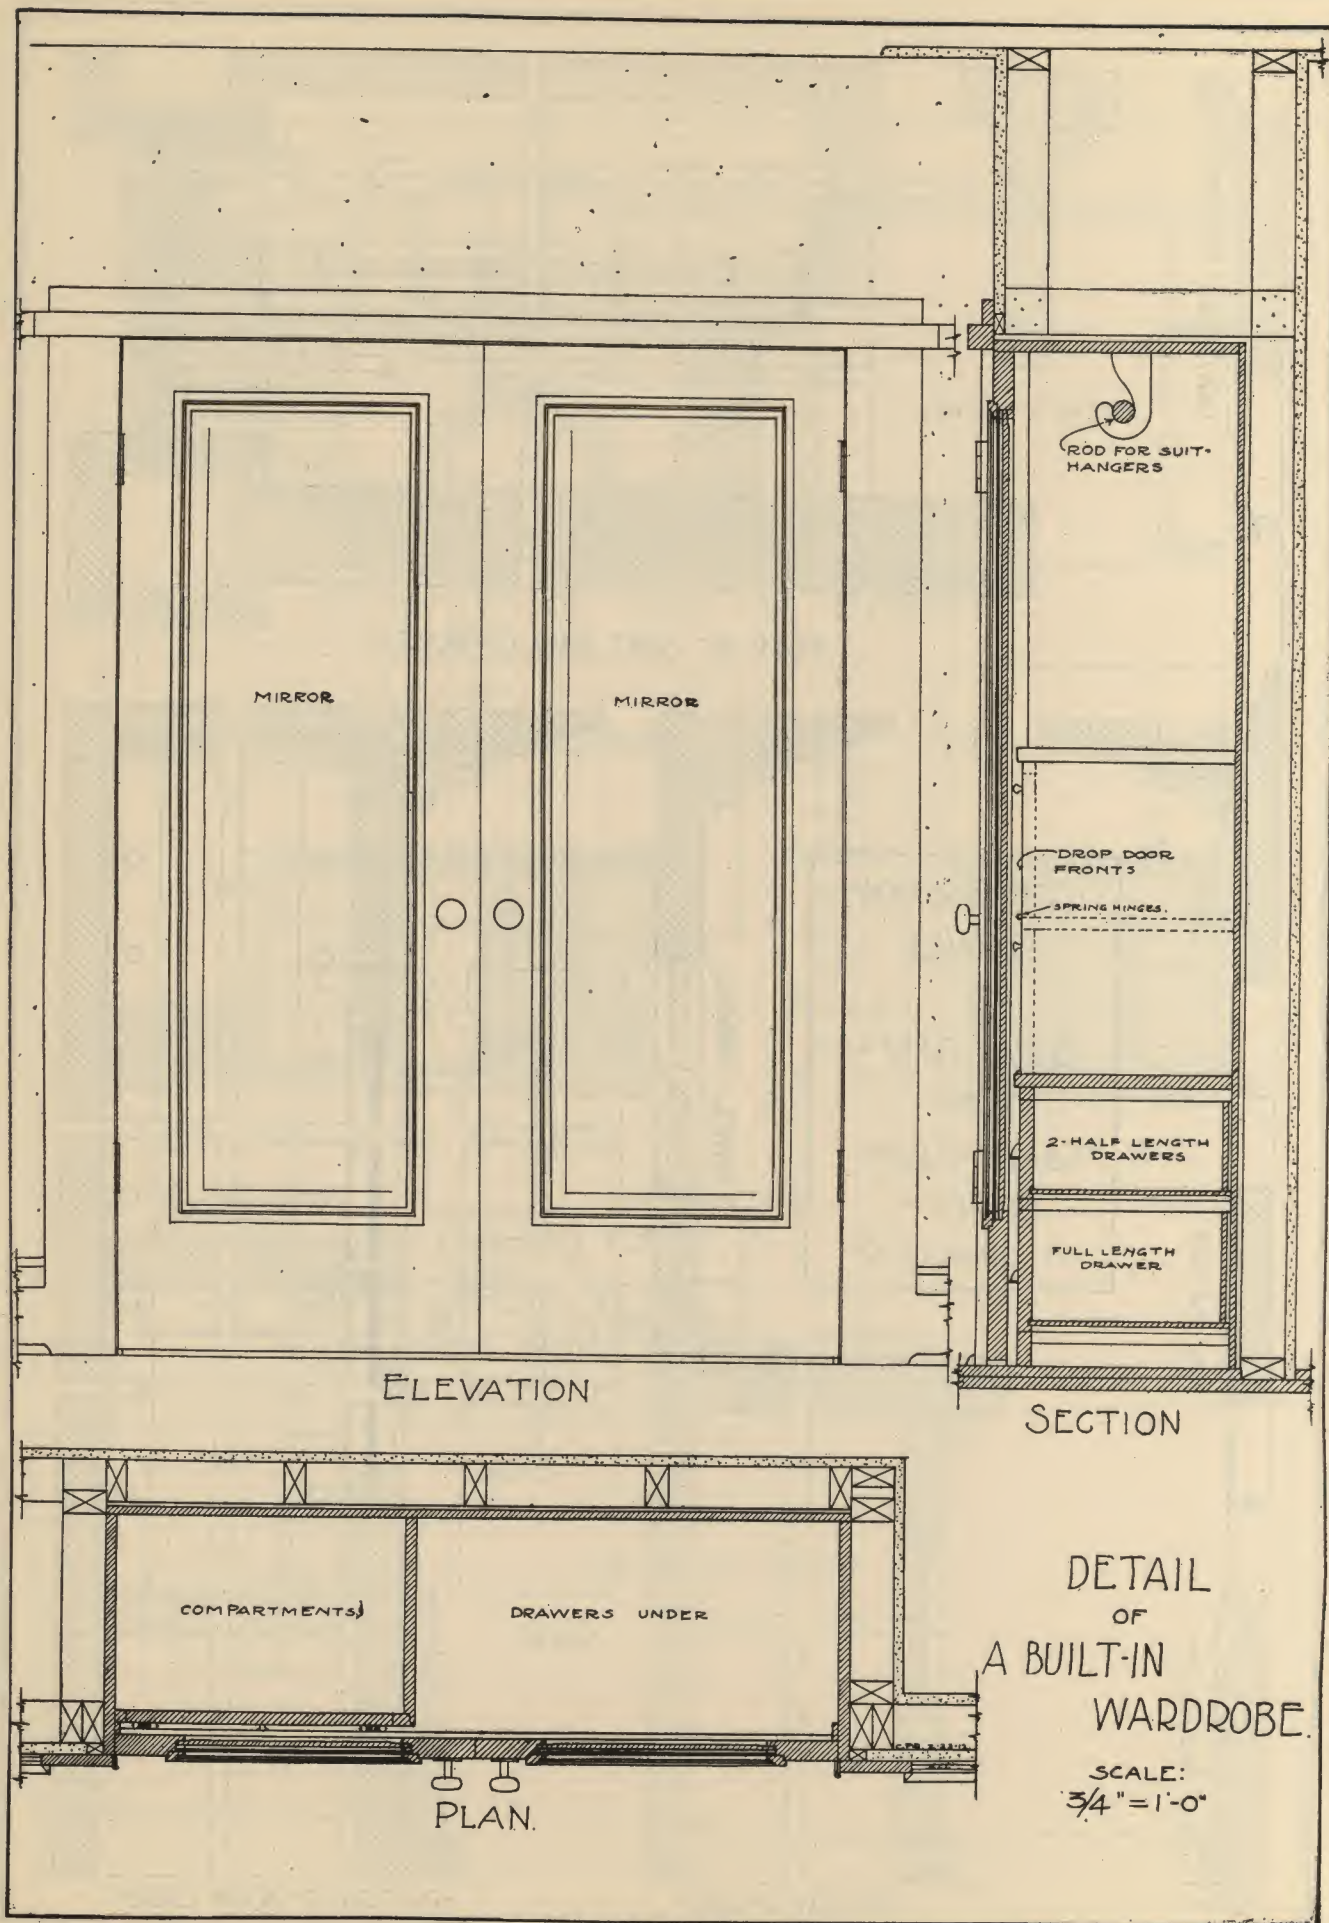 ROD FOR SUIT-
HANGERS
MIRROR
MIRROR
DROP DOOR
FRONTS
SPRING HINGES.
2-HALF LENGTH
DRAWERS
FULL LENGTH
DRAWER
ELEVATION
SECTION
COMPARTMENTS
DRAWERS UNDER
PLAN.
DETAIL
OF
A BUILT-IN
WARDROBE.
SCALE:
3/4" = 1'-0"